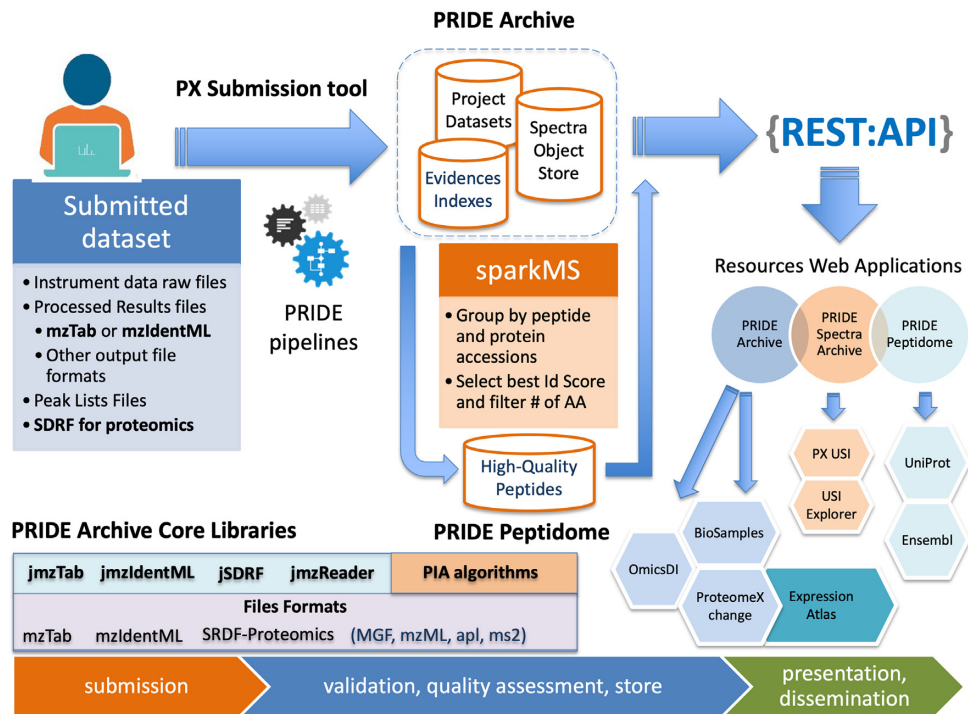 PRIDE Archive
PX Submission tool
Project
Datasets
Spectra
Object
Store
Evidences
Indexes
{REST:API}
Submitted
dataset
• Instrument data raw files
• Processed Results files
• mzTab or mzIdentML
• Other output file
formats
• Peak Lists Files
• SDRF for proteomics
PRIDE
pipelines
sparkMS
• Group by peptide
and protein
accessions
• Select best Id Score
and filter # of AA
High-Quality
Peptides
PRIDE Peptidome
Resources Web Applications
PRIDE
Archive
PRIDE
Spectra
Archive
PRIDE
Peptidome
PX USI
USI
Explorer
UniProt
Ensembl
BioSamples
OmicsDI
ProteomeX
change
Expression
Atlas
PRIDE Archive Core Libraries
jmzTab jmzIdentML jSDRF jmzReader PIA algorithms
Files Formats
mzTab mzIdentML SRDF-Proteomics (MGF, mzML, apl, ms2)
submission
validation, quality assessment, store
presentation,
dissemination